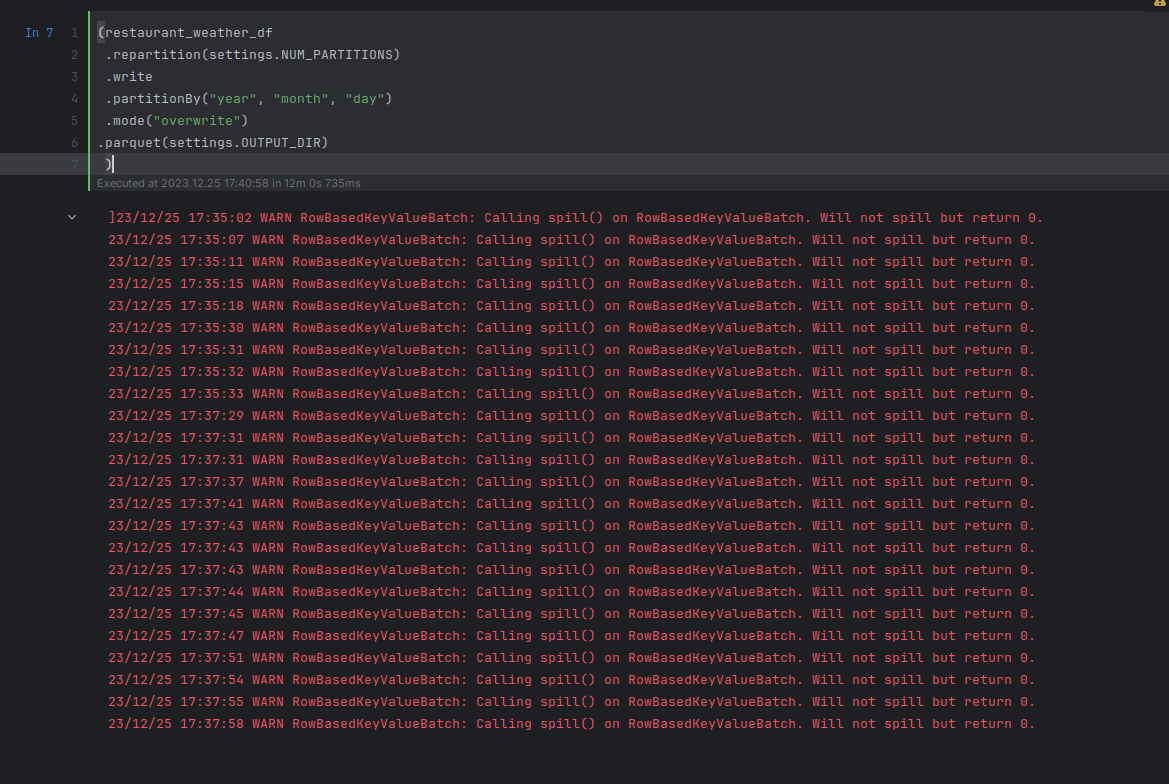 In 7
1 (restaurant_weather_df
2 .repartition(settings.NUM_PARTITIONS)
3 .write
4 .partitionBy("year", "month", "day")
5 .mode("overwrite")
6 .parquet(settings.OUTPUT_DIR)
7 )
Executed at 2023.12.25 17:40:58 in 12m 0s 735ms
]23/12/25 17:35:02 WARN RowBasedKeyValueBatch: Calling spill() on RowBasedKeyValueBatch. Will not spill but return 0.
23/12/25 17:35:07 WARN RowBasedKeyValueBatch: Calling spill() on RowBasedKeyValueBatch. Will not spill but return 0.
23/12/25 17:35:11 WARN RowBasedKeyValueBatch: Calling spill() on RowBasedKeyValueBatch. Will not spill but return 0.
23/12/25 17:35:15 WARN RowBasedKeyValueBatch: Calling spill() on RowBasedKeyValueBatch. Will not spill but return 0.
23/12/25 17:35:18 WARN RowBasedKeyValueBatch: Calling spill() on RowBasedKeyValueBatch. Will not spill but return 0.
23/12/25 17:35:30 WARN RowBasedKeyValueBatch: Calling spill() on RowBasedKeyValueBatch. Will not spill but return 0.
23/12/25 17:35:31 WARN RowBasedKeyValueBatch: Calling spill() on RowBasedKeyValueBatch. Will not spill but return 0.
23/12/25 17:35:32 WARN RowBasedKeyValueBatch: Calling spill() on RowBasedKeyValueBatch. Will not spill but return 0.
23/12/25 17:35:33 WARN RowBasedKeyValueBatch: Calling spill() on RowBasedKeyValueBatch. Will not spill but return 0.
23/12/25 17:37:29 WARN RowBasedKeyValueBatch: Calling spill() on RowBasedKeyValueBatch. Will not spill but return 0.
23/12/25 17:37:31 WARN RowBasedKeyValueBatch: Calling spill() on RowBasedKeyValueBatch. Will not spill but return 0.
23/12/25 17:37:31 WARN RowBasedKeyValueBatch: Calling spill() on RowBasedKeyValueBatch. Will not spill but return 0.
23/12/25 17:37:37 WARN RowBasedKeyValueBatch: Calling spill() on RowBasedKeyValueBatch. Will not spill but return 0.
23/12/25 17:37:41 WARN RowBasedKeyValueBatch: Calling spill() on RowBasedKeyValueBatch. Will not spill but return 0.
23/12/25 17:37:43 WARN RowBasedKeyValueBatch: Calling spill() on RowBasedKeyValueBatch. Will not spill but return 0.
23/12/25 17:37:43 WARN RowBasedKeyValueBatch: Calling spill() on RowBasedKeyValueBatch. Will not spill but return 0.
23/12/25 17:37:43 WARN RowBasedKeyValueBatch: Calling spill() on RowBasedKeyValueBatch. Will not spill but return 0.
23/12/25 17:37:44 WARN RowBasedKeyValueBatch: Calling spill() on RowBasedKeyValueBatch. Will not spill but return 0.
23/12/25 17:37:45 WARN RowBasedKeyValueBatch: Calling spill() on RowBasedKeyValueBatch. Will not spill but return 0.
23/12/25 17:37:47 WARN RowBasedKeyValueBatch: Calling spill() on RowBasedKeyValueBatch. Will not spill but return 0.
23/12/25 17:37:51 WARN RowBasedKeyValueBatch: Calling spill() on RowBasedKeyValueBatch. Will not spill but return 0.
23/12/25 17:37:54 WARN RowBasedKeyValueBatch: Calling spill() on RowBasedKeyValueBatch. Will not spill but return 0.
23/12/25 17:37:55 WARN RowBasedKeyValueBatch: Calling spill() on RowBasedKeyValueBatch. Will not spill but return 0.
23/12/25 17:37:58 WARN RowBasedKeyValueBatch: Calling spill() on RowBasedKeyValueBatch. Will not spill but return 0.